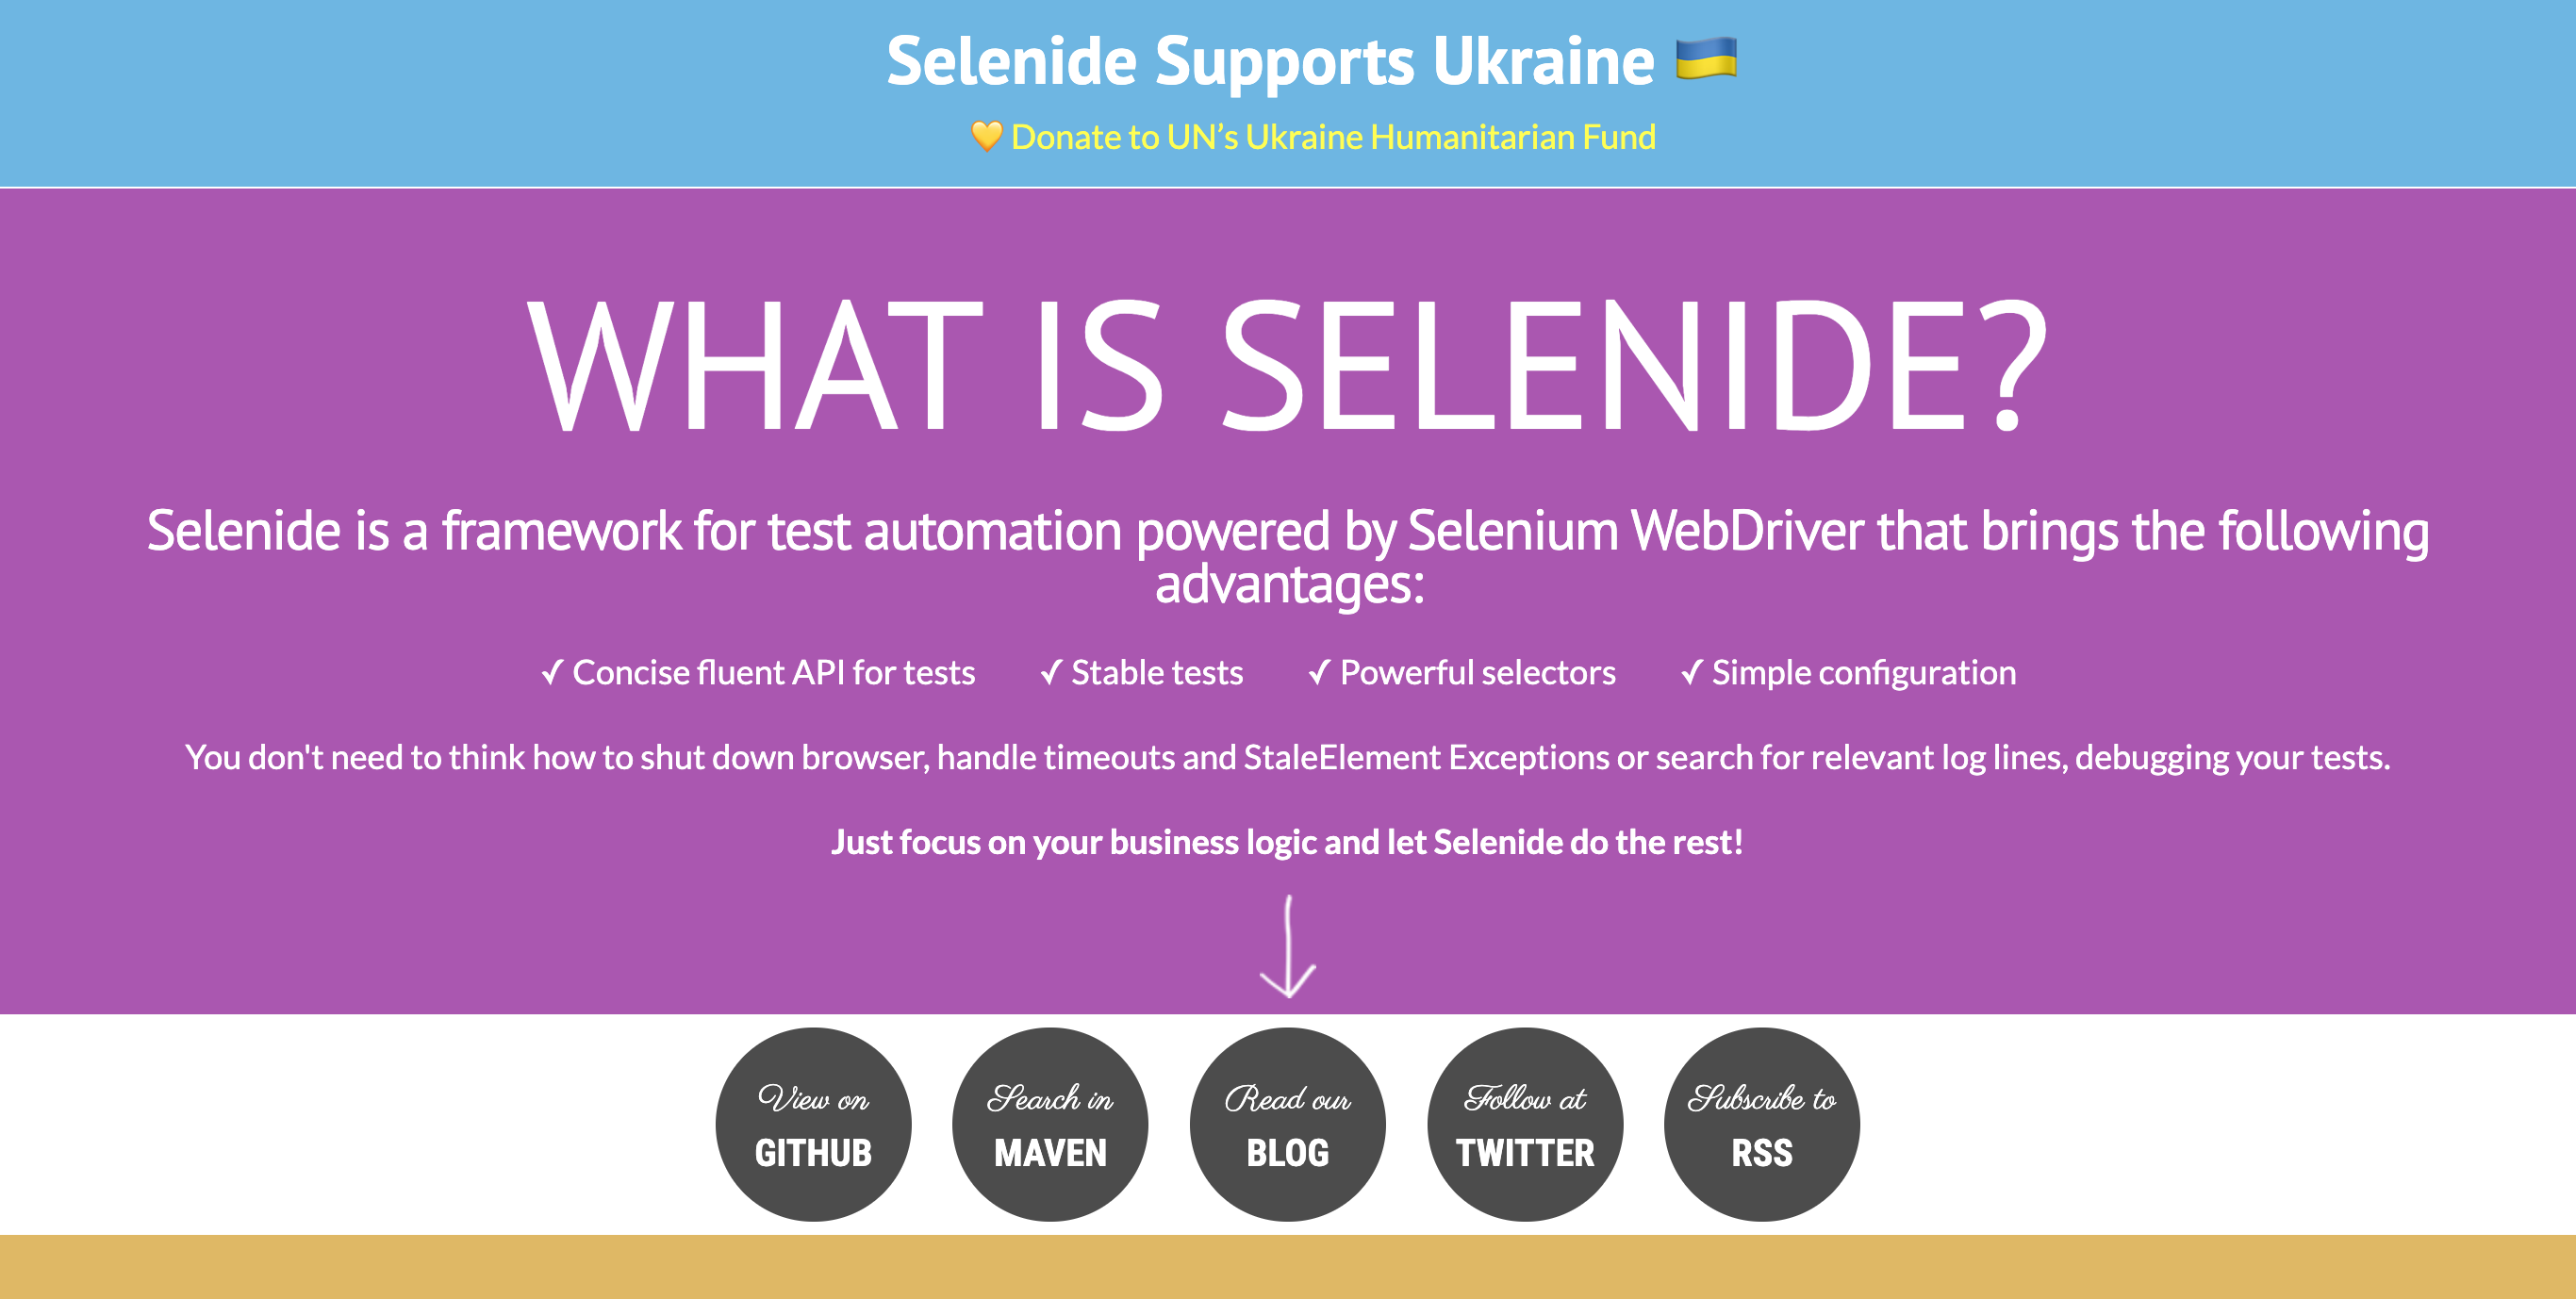 Selenide Supports Ukraine 🇺🇦
💛 Donate to UN’s Ukraine Humanitarian Fund
WHAT IS SELENIDE?
Selenide is a framework for test automation powered by Selenium WebDriver that brings the following
advantages:
✓ Concise fluent API for tests ✓ Stable tests ✓ Powerful selectors ✓ Simple configuration
You don't need to think how to shut down browser, handle timeouts and StaleElement Exceptions or search for relevant log lines, debugging your tests.
Just focus on your business logic and let Selenide do the rest!
View on
GITHUB
Search in
MAVEN
Read our
BLOG
Follow at
TWITTER
Subscribe to
RSS